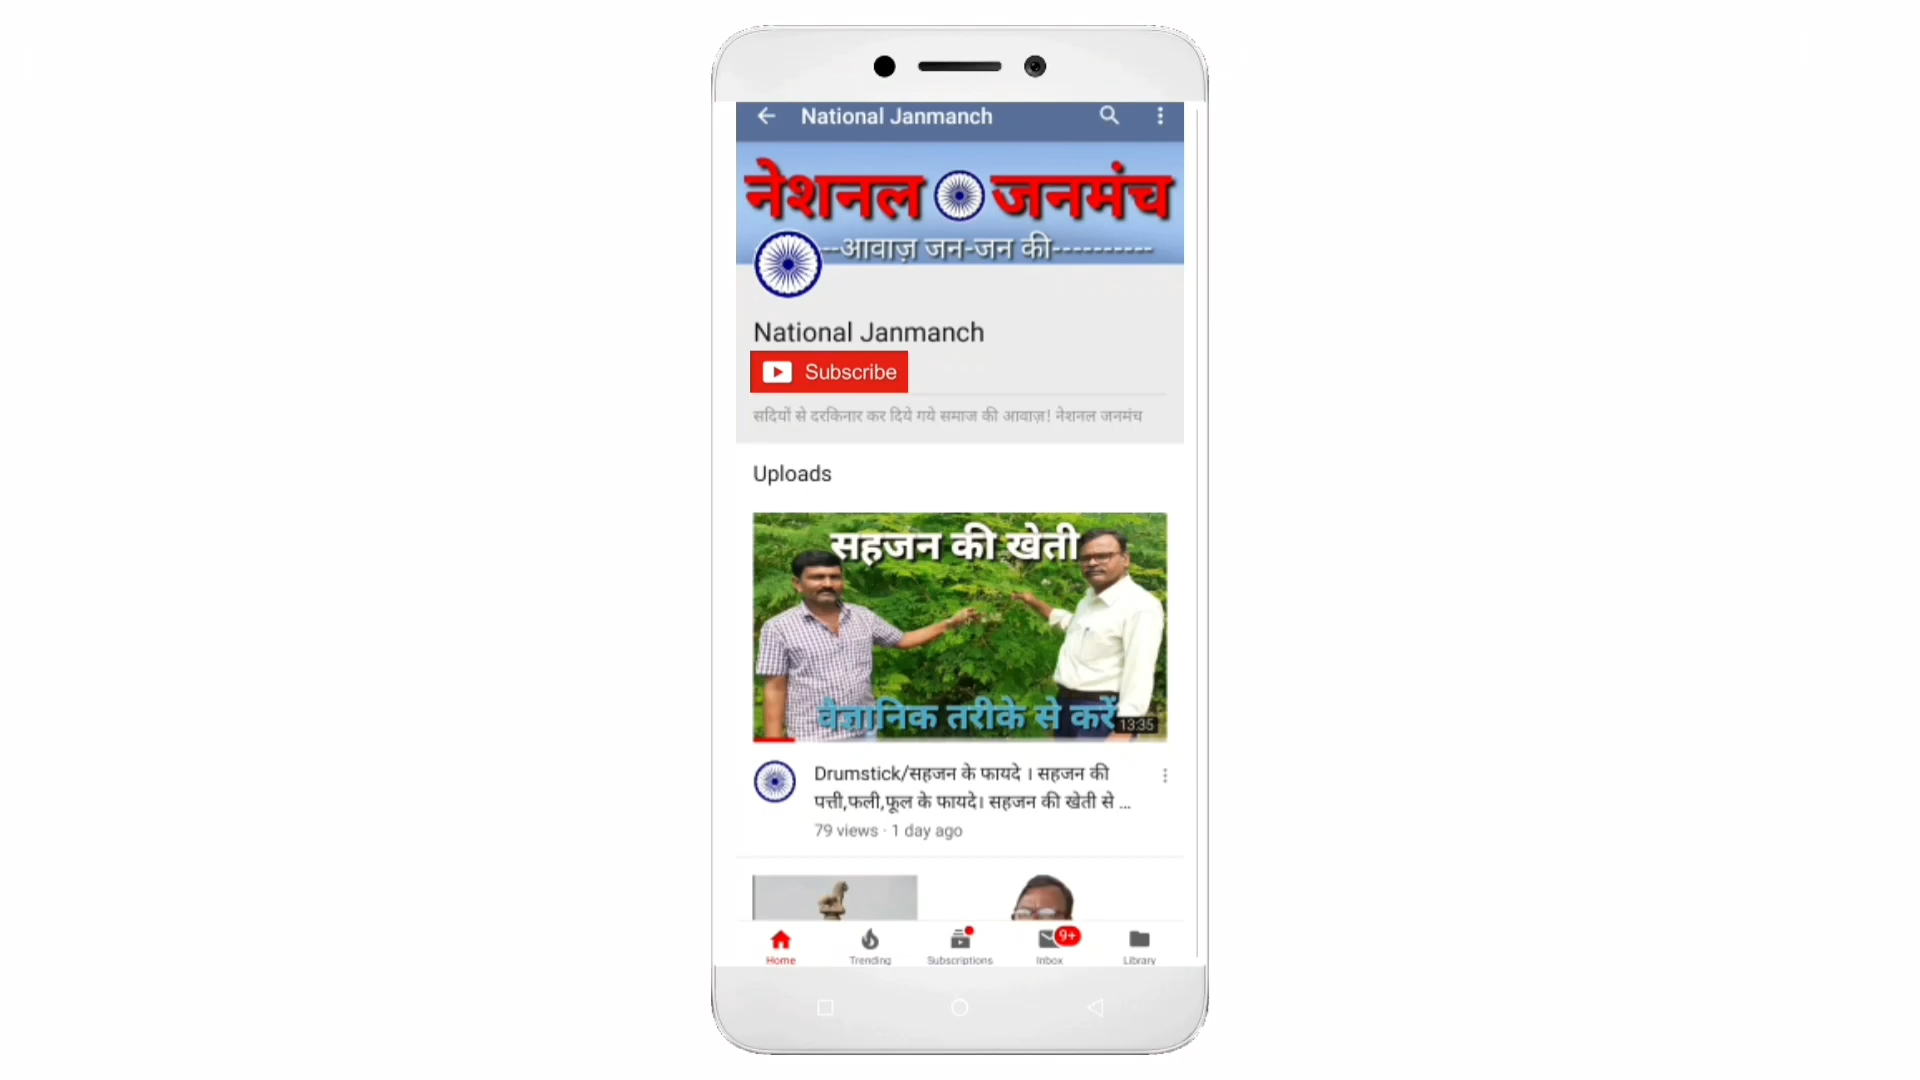 National Janmanch
नेशनल जनमंच
--आवाज़ जन-जन की----------
National Janmanch
Subscribe
सदियों से दरकिनार कर दिये गये समाज की आवाज़! नेशनल जनमंच
Uploads
सहजन की खेती
वैज्ञानिक तरीके से करें
13:35
Drumstick/सहजन के फायदे । सहजन की
पत्ती,फली,फूल के फायदे। सहजन की खेती से ...
79 views · 1 day ago
9+
Home Trending Subscriptions Inbox Library